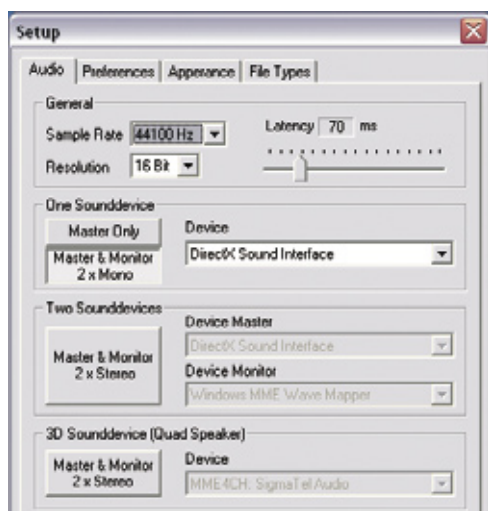 Setup
Audio Preferences Apperance File Types
General
Sample Rate 44100 Hz Latency 70 ms
Resolution 16 Bit
One Sounddevice
Master Only Device
Master & Monitor
2 x Mono DirectX Sound Interface
Two Sounddevices
Device Master
Master & Monitor
2 x Stereo DirectX Sound Interface
Device Monitor
Windows MME Wave Mapper
3D Sounddevice (Quad Speaker)
Master & Monitor
2 x Stereo Device
MME4CH: SigmaTel Audio